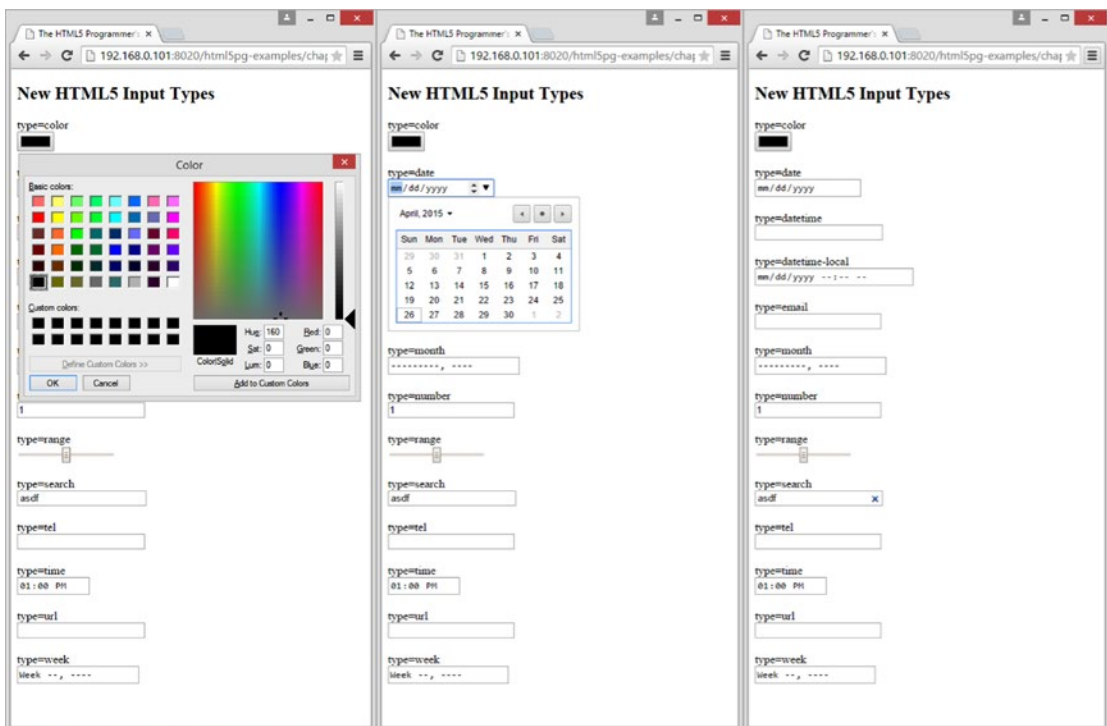 The HTML5 Programmer's
192.168.0.101:8020/html5pg-examples/chap
New HTML5 Input Types
type=color
Color
Basic colors:
Custom colors:
Define Custom Colors >>
OK Cancel
Color|Solid
Hue: 160 Red: 0
Sat: 0 Green: 0
Lum: 0 Blue: 0
Add to Custom Colors
1
type=range
type=search
asdf
type=tel
type=time
01:00 PM
type=url
type=week
Week --, ----
The HTML5 Programmer's
192.168.0.101:8020/html5pg-examples/chap
New HTML5 Input Types
type=color
type=date
mm/dd/yyyy
April, 2015
Sun Mon Tue Wed Thu Fri Sat
29 30 31 1 2 3 4
5 6 7 8 9 10 11
12 13 14 15 16 17 18
19 20 21 22 23 24 25
26 27 28 29 30 1 2
type=month
---------, ----
type=number
1
type=range
type=search
asdf
type=tel
type=time
01:00 PM
type=url
type=week
Week --, ----
The HTML5 Programmer's
192.168.0.101:8020/html5pg-examples/chap
New HTML5 Input Types
type=color
type=date
mm/dd/yyyy
type=datetime
type=datetime-local
mm/dd/yyyy --:-- --
type=email
type=month
---------, ----
type=number
1
type=range
type=search
asdf
type=tel
type=time
01:00 PM
type=url
type=week
Week --, ----